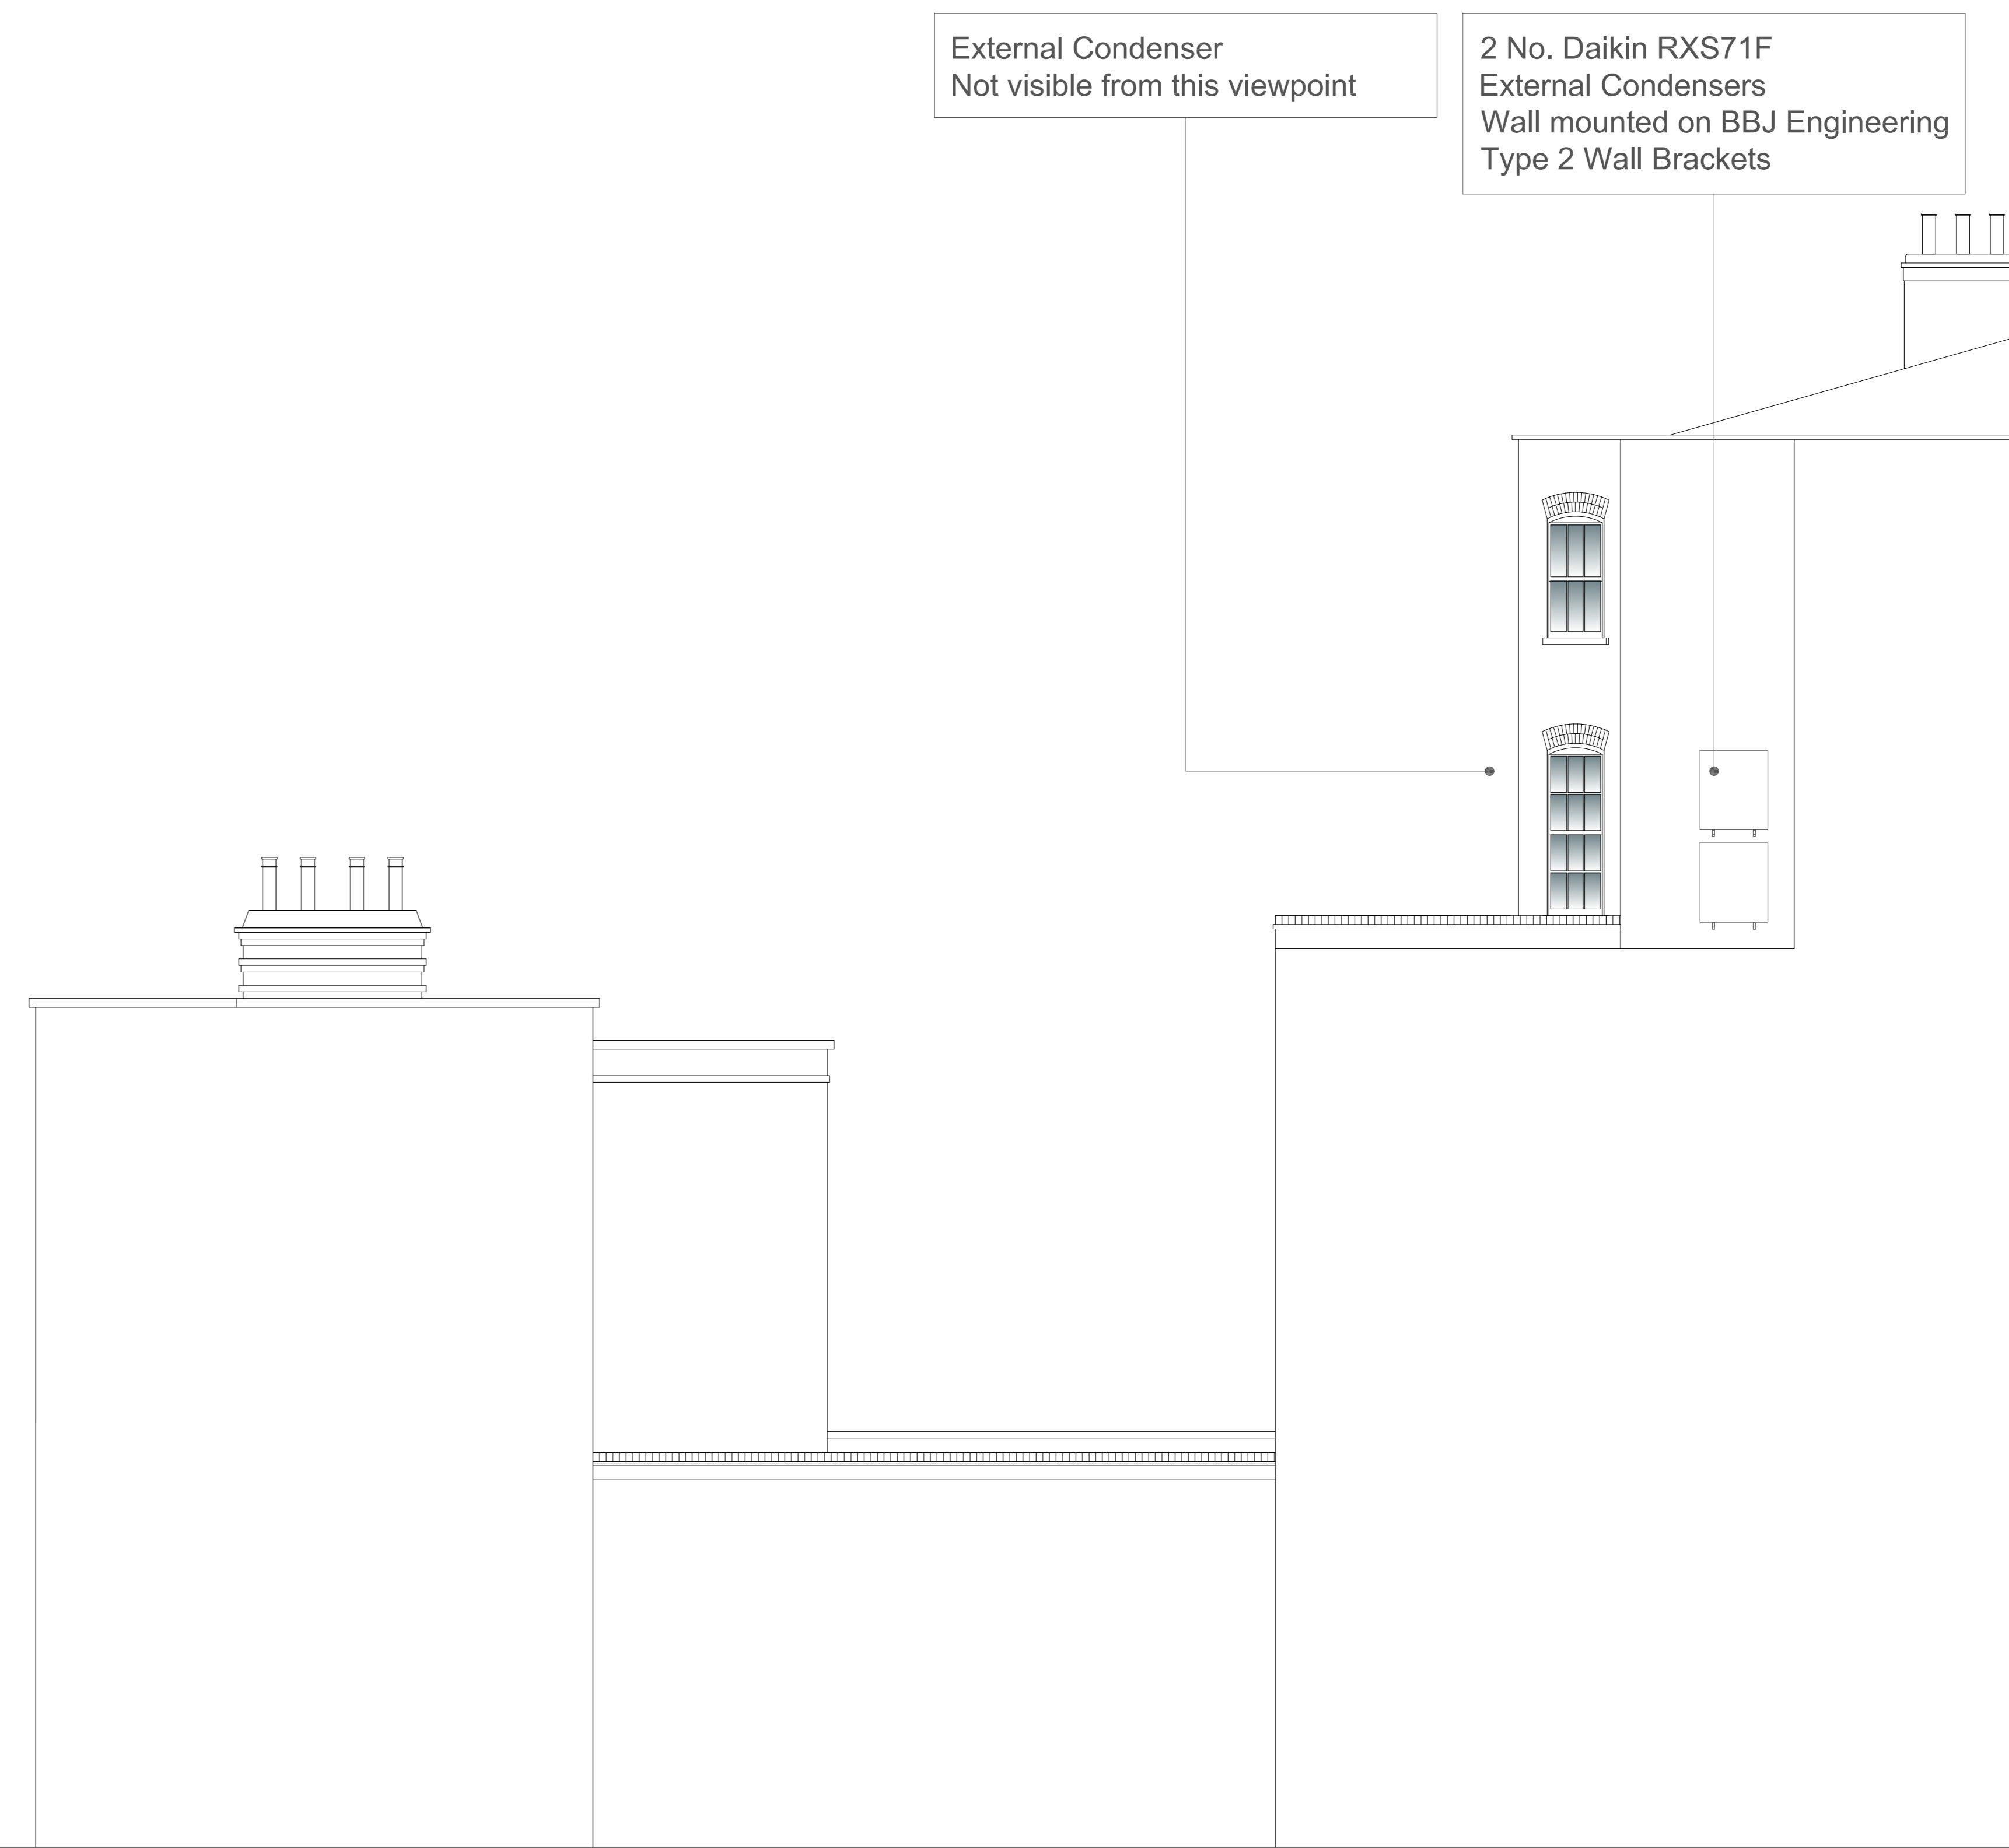 External Condenser
Not visible from this viewpoint
2 No. Daikin RXS71F
External Condensers
Wall mounted on BBJ Engineering
Type 2 Wall Brackets